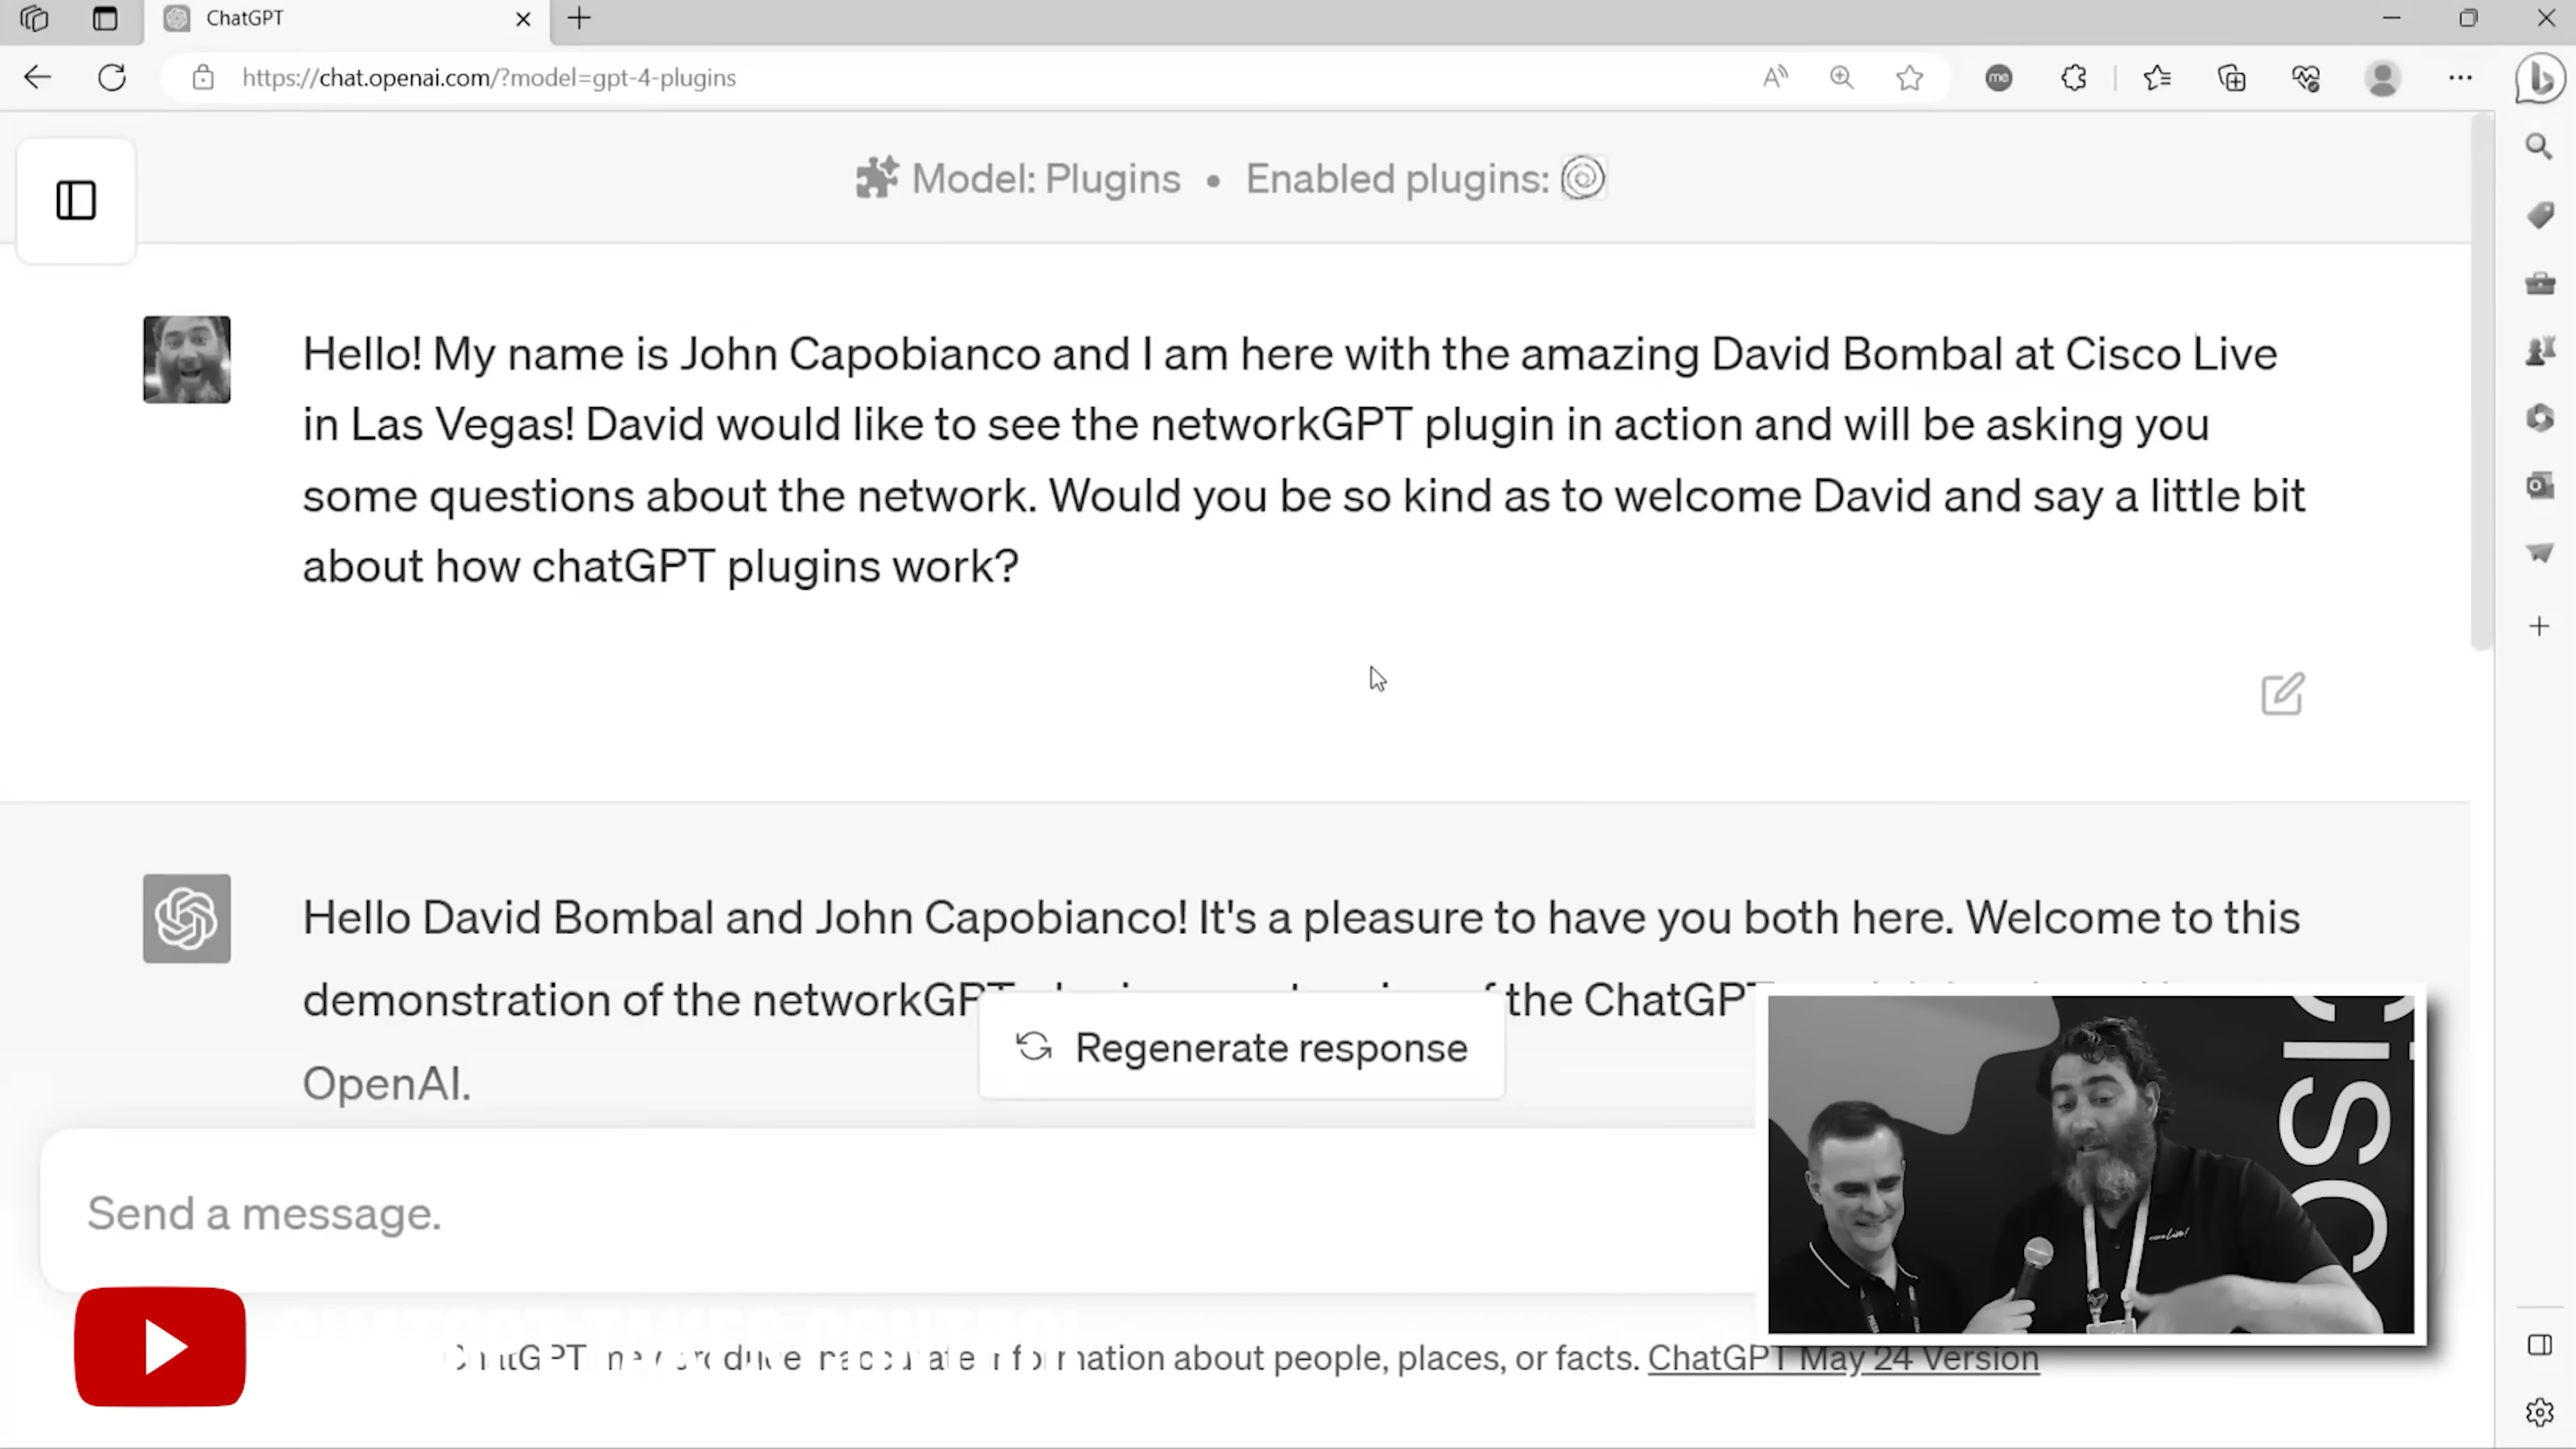 ChatGPT
https://chat.openai.com/?model=gpt-4-plugins
me
Model: Plugins • Enabled plugins:
Hello! My name is John Capobianco and I am here with the amazing David Bombal at Cisco Live
in Las Vegas! David would like to see the networkGPT plugin in action and will be asking you
some questions about the network. Would you be so kind as to welcome David and say a little bit
about how chatGPT plugins work?
Hello David Bombal and John Capobianco! It's a pleasure to have you both here. Welcome to this
demonstration of the the ChatGPT
OpenAI.
Regenerate response
Send a message.
information about people, places, or facts. ChatGPT May 24 Version